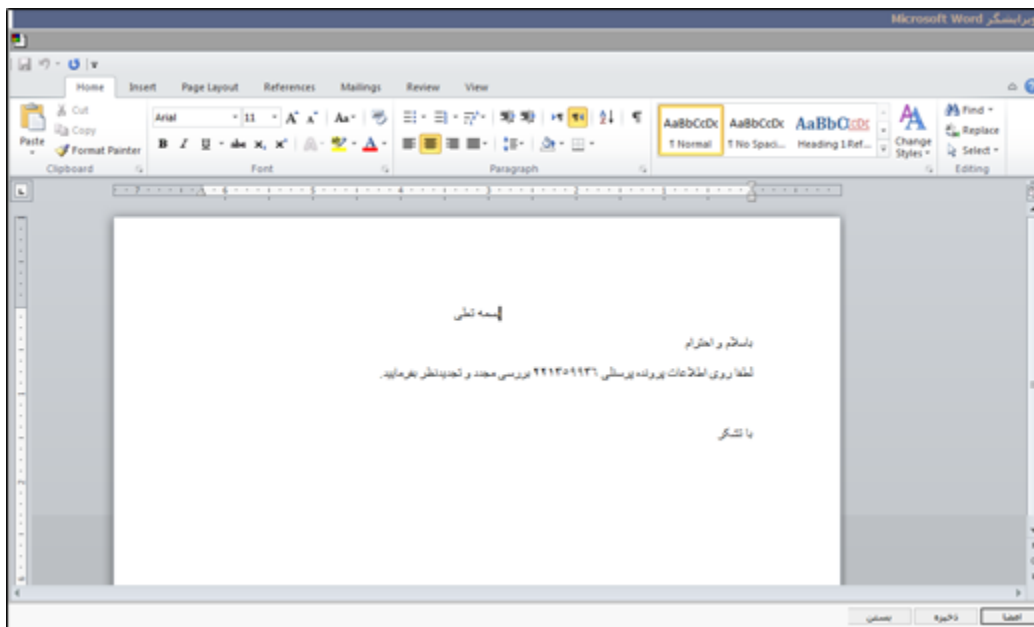 ویرایشگر Microsoft Word
Home Insert Page Layout References Mailings Review View
Paste
Cut
Copy
Format Painter
Clipboard
Arial 11
Font
Paragraph
AaBbCcDc AaBbCcDc AaBbC
¶ Normal ¶ No Spaci... Heading 1
Change Styles
Find
Replace
Select
Editing
بسمه تعالی
باسلام و احترام
لطفا روی اطلاعات پرونده پرسنلی بررسی مجدد و تجدیدنظر بفرمایید.
با تشکر
امضا ذخیره بستن